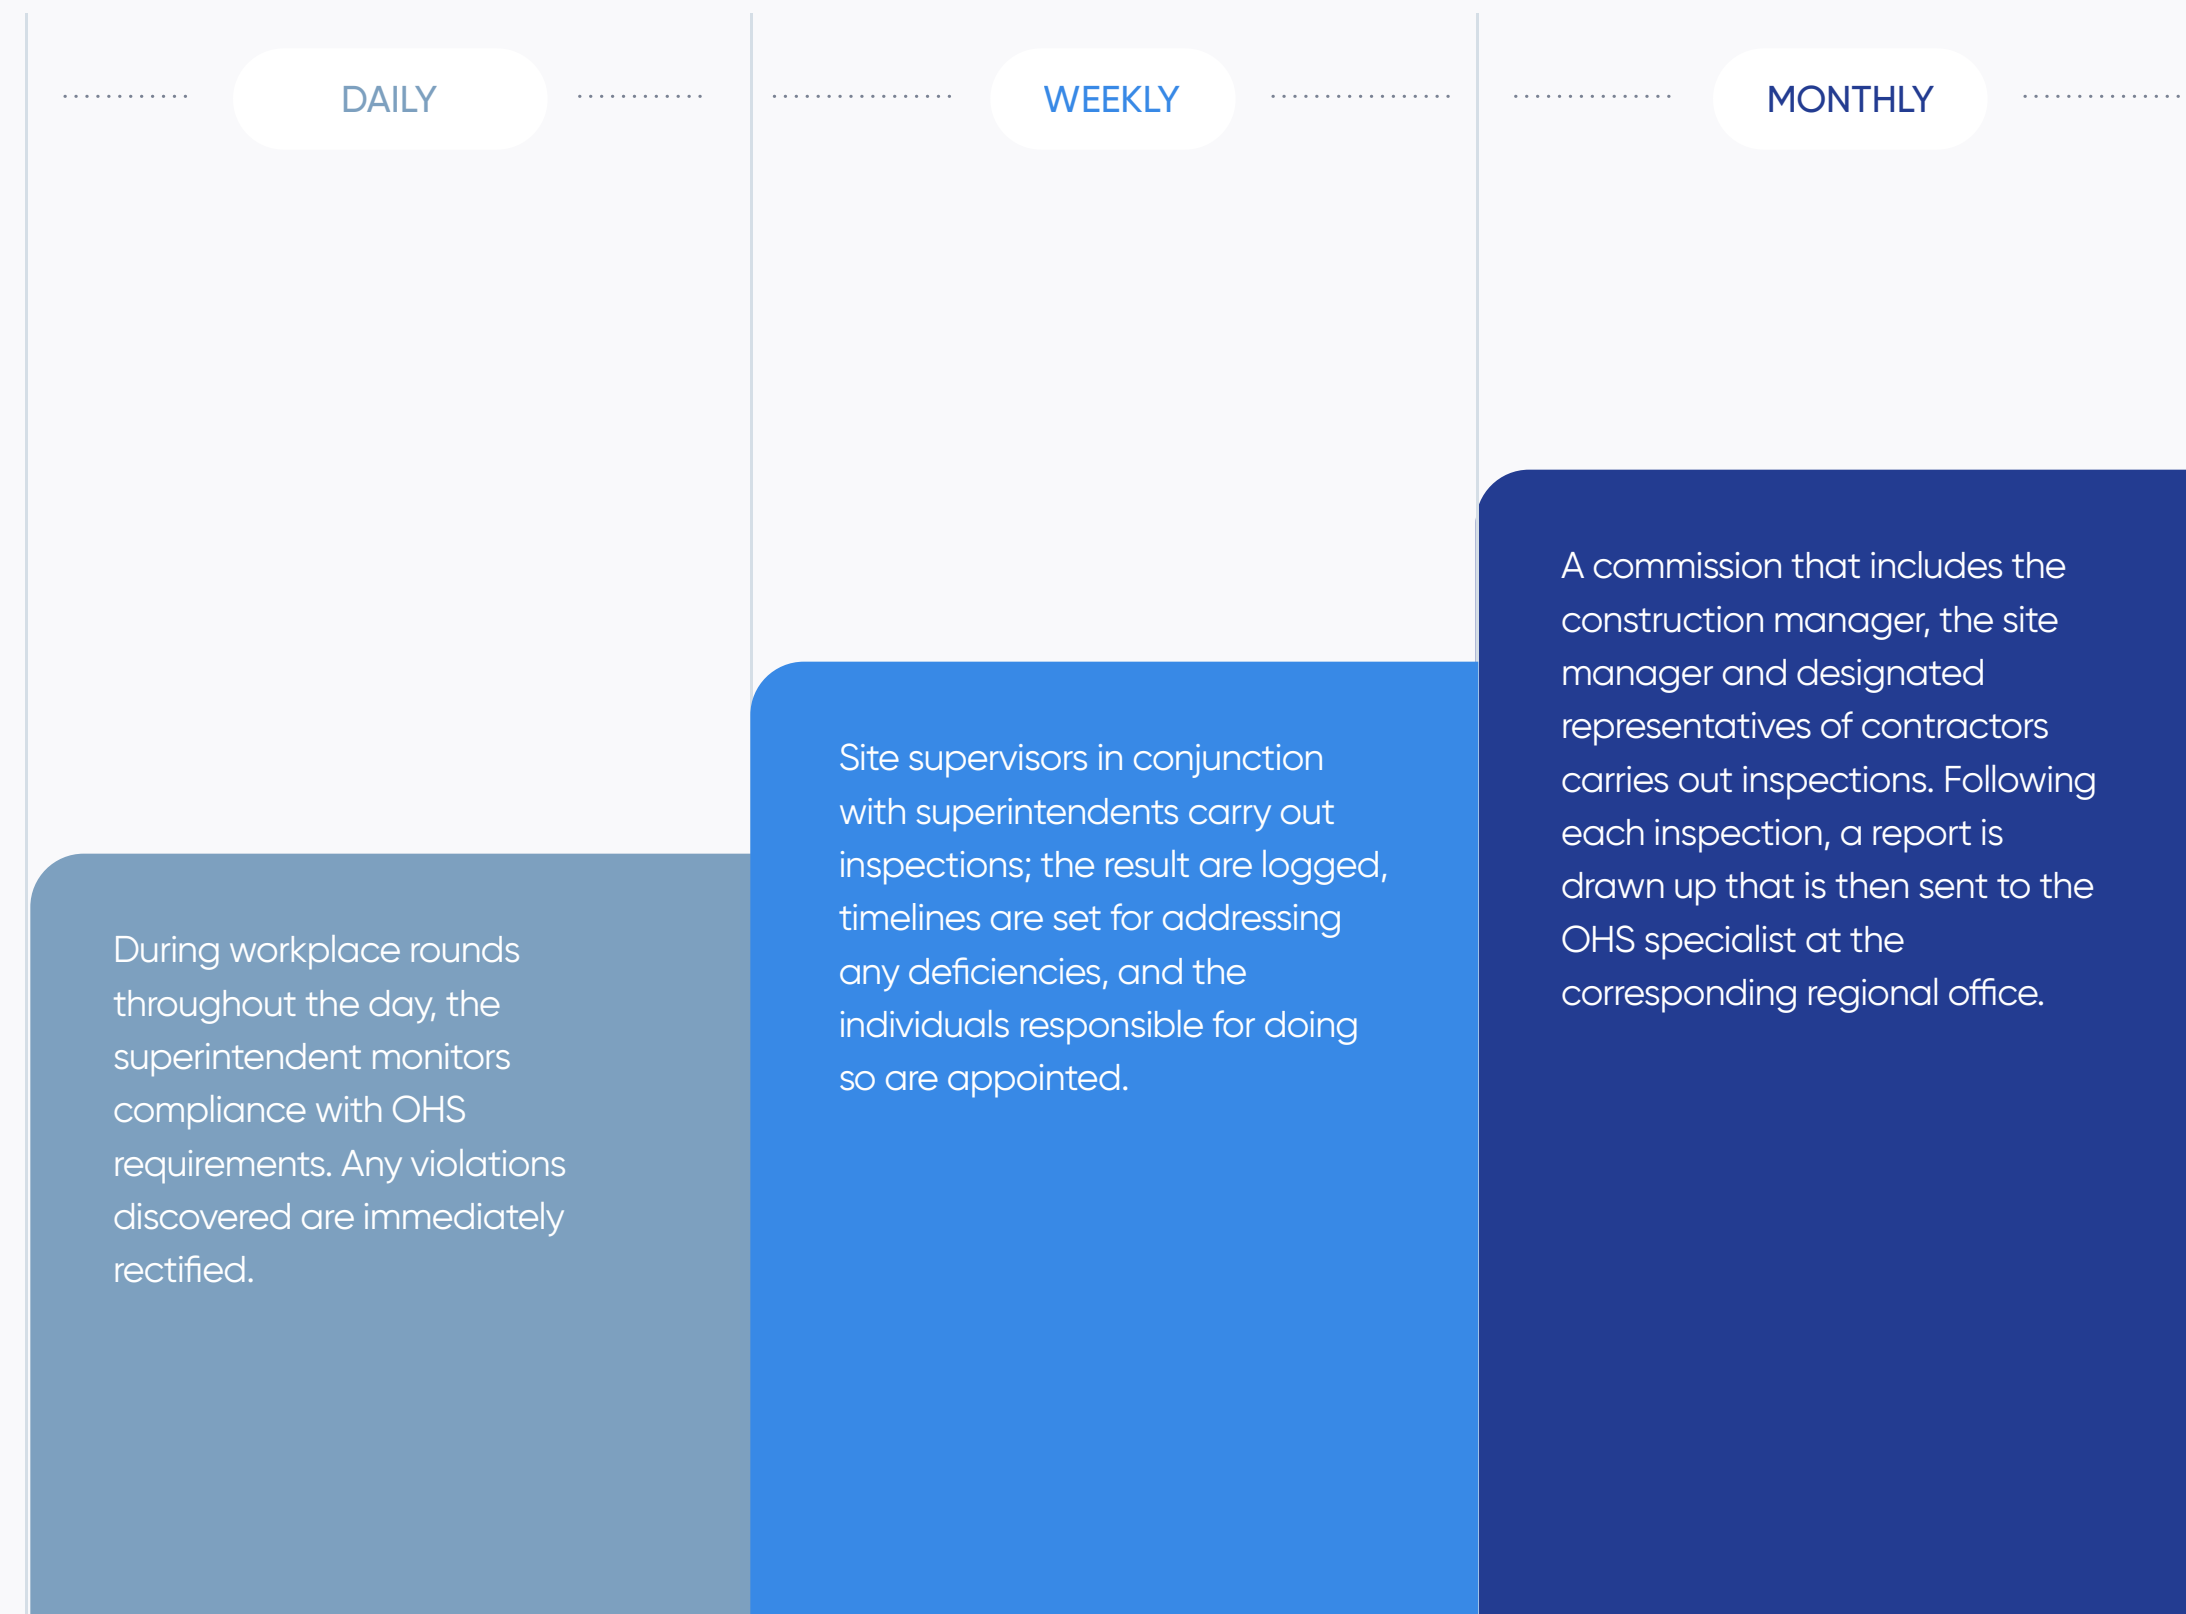 DAILY
WEEKLY
MONTHLY
During workplace rounds
throughout the day, the
superintendent monitors
compliance with OHS
requirements. Any violations
discovered are immediately
rectified.
Site supervisors in conjunction
with superintendents carry out
inspections; the result are logged,
timelines are set for addressing
any deficiencies, and the
individuals responsible for doing
so are appointed.
A commission that includes the
construction manager, the site
manager and designated
representatives of contractors
carries out inspections. Following
each inspection, a report is
drawn up that is then sent to the
OHS specialist at the
corresponding regional office.